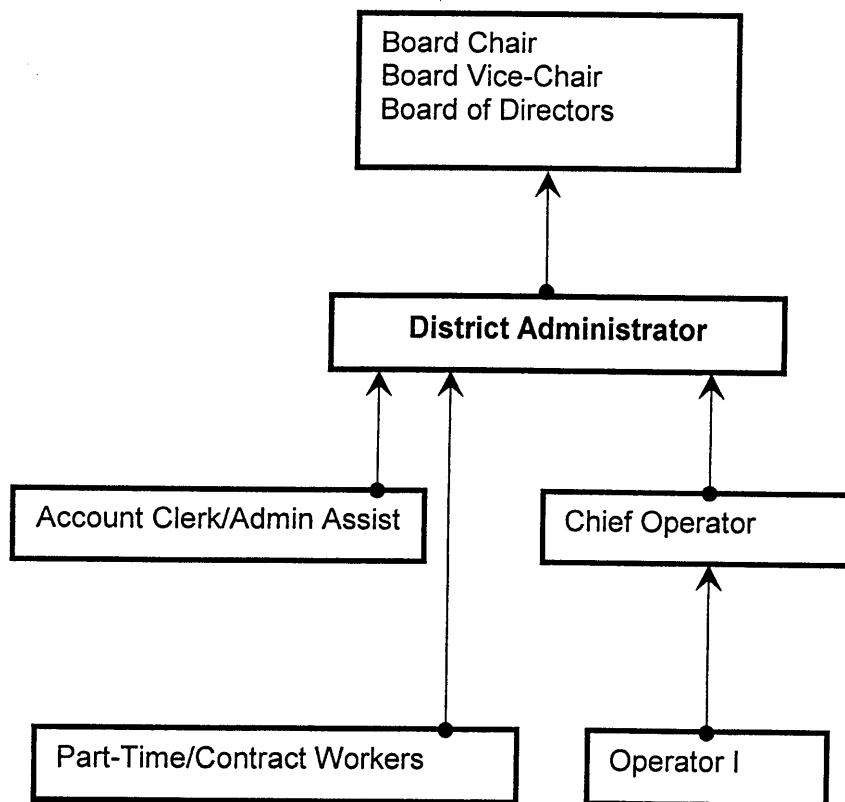 Board Chair
Board Vice-Chair
Board of Directors
District Administrator
Account Clerk/Admin Assist
Chief Operator
Part-Time/Contract Workers
Operator I